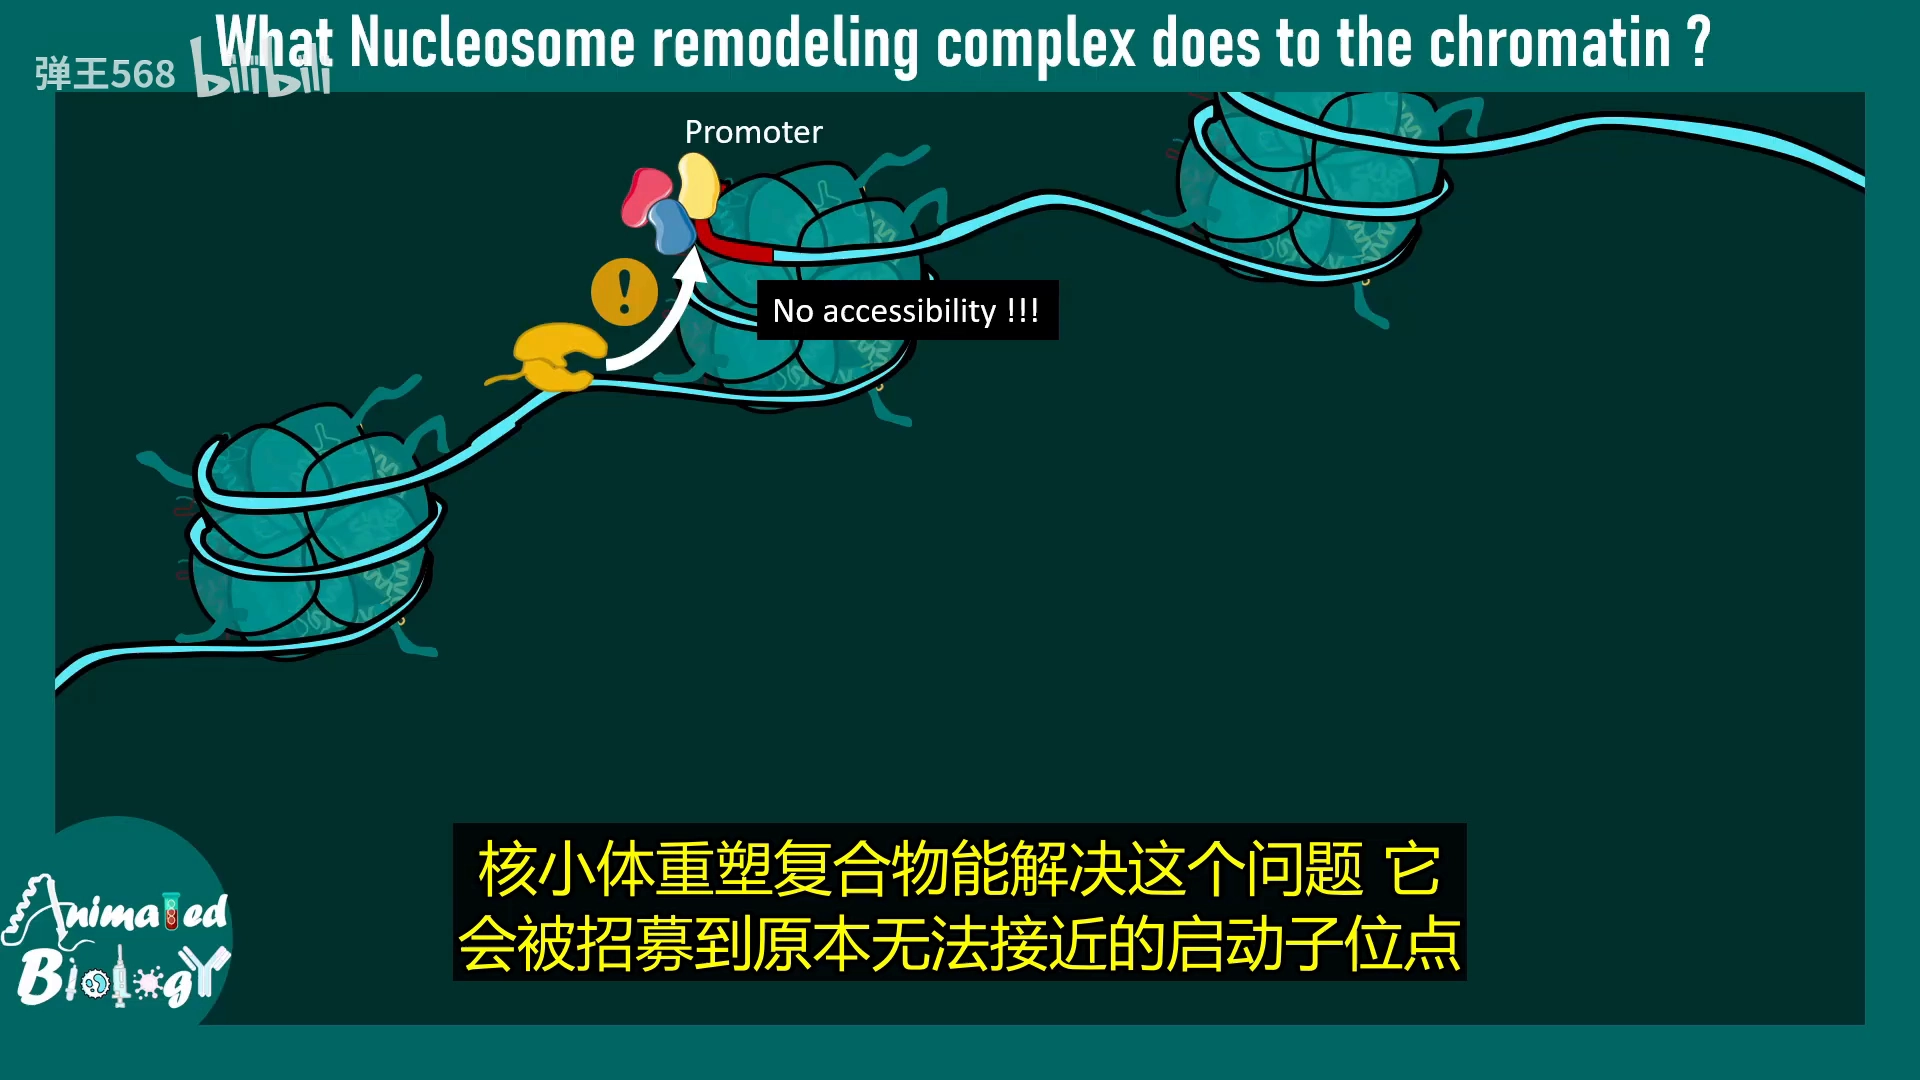 What Nucleosome remodeling complex does to the chromatin ?
弹王568 bilibili
Promoter
No accessibility !!!
核小体重塑复合物能解决这个问题 它
会被招募到原本无法接近的启动子位点
Animated
Biology